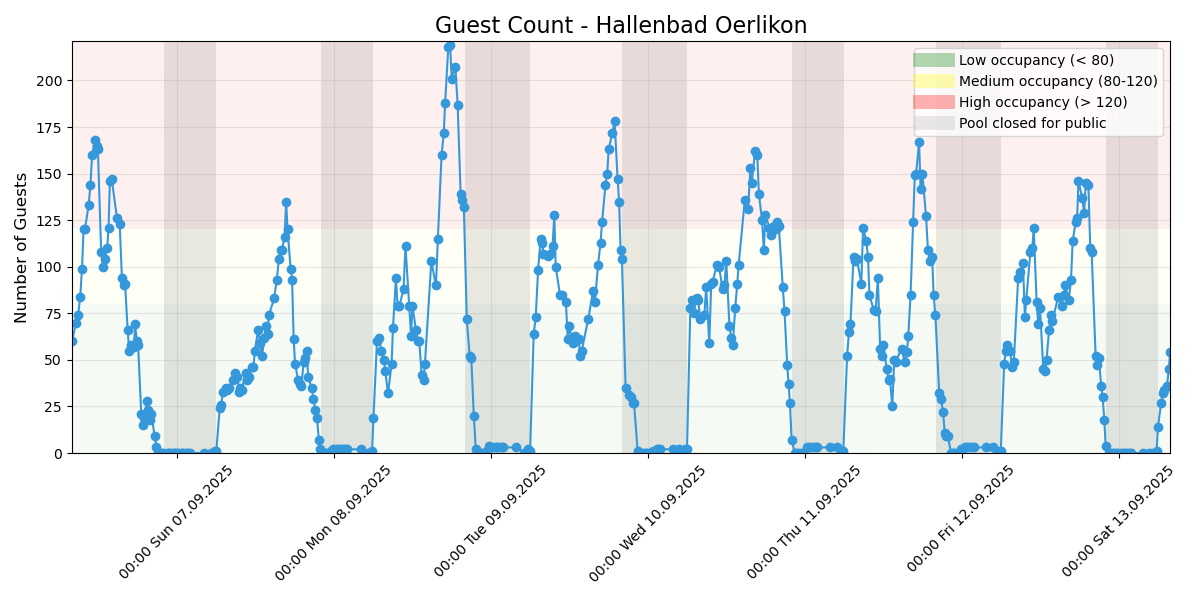 Guest Count - Hallenbad Oerlikon
Number of Guests
200
175
150
125
100
75
50
25
0
Low occupancy (< 80)
Medium occupancy (80-120)
High occupancy (> 120)
Pool closed for public
00:00 Sun 07.09.2025
00:00 Mon 08.09.2025
00:00 Tue 09.09.2025
00:00 Wed 10.09.2025
00:00 Thu 11.09.2025
00:00 Fri 12.09.2025
00:00 Sat 13.09.2025